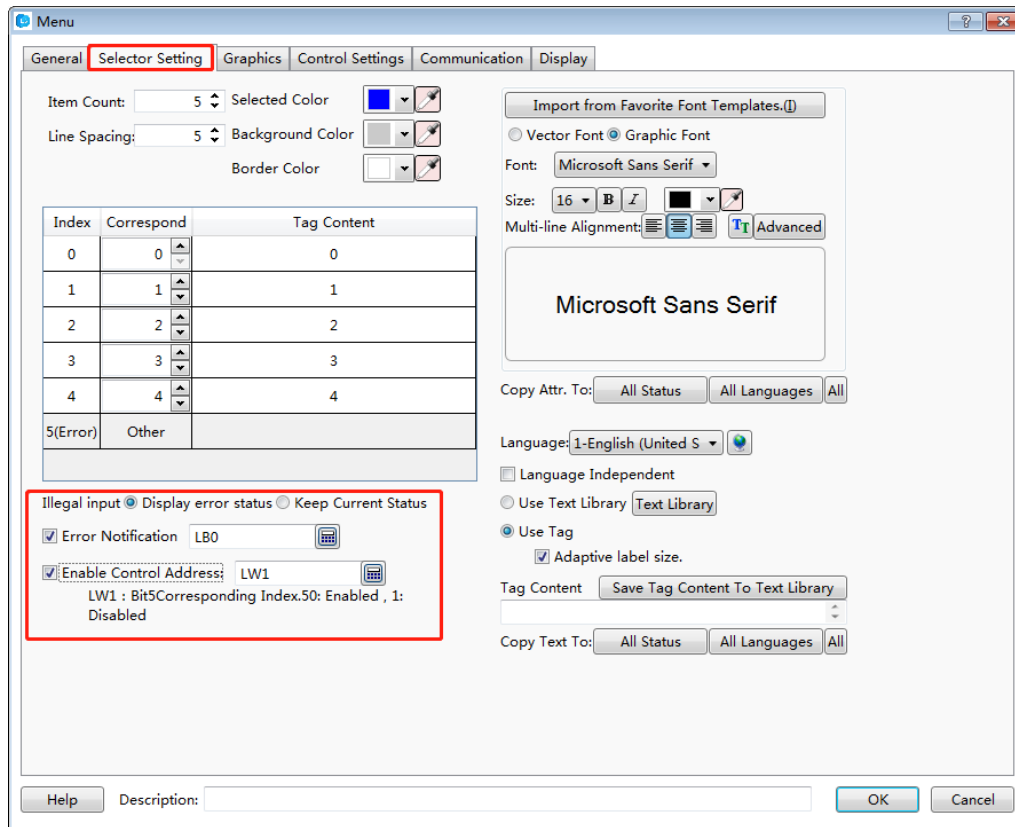 Menu
General Selector Setting Graphics Control Settings Communication Display
Item Count: 5 Selected Color
Line Spacing: 5 Background Color
Border Color
Index Correspond Tag Content
0 0 0
1 1 1
2 2 2
3 3 3
4 4 4
5(Error) Other
Illegal input Display error status Keep Current Status
Error Notification LB0
Enable Control Address: LW1
LW1 : Bit5Corresponding Index.50: Enabled , 1:
Disabled
Import from Favorite Font Templates.(I)
Vector Font Graphic Font
Font: Microsoft Sans Serif
Size: 16 B I
Multi-line Alignment: TT Advanced
Microsoft Sans Serif
Copy Attr. To: All Status All Languages All
Language: 1-English (United S
Language Independent
Use Text Library Text Library
Use Tag
Adaptive label size.
Tag Content Save Tag Content To Text Library
Copy Text To: All Status All Languages All
Help Description: OK Cancel